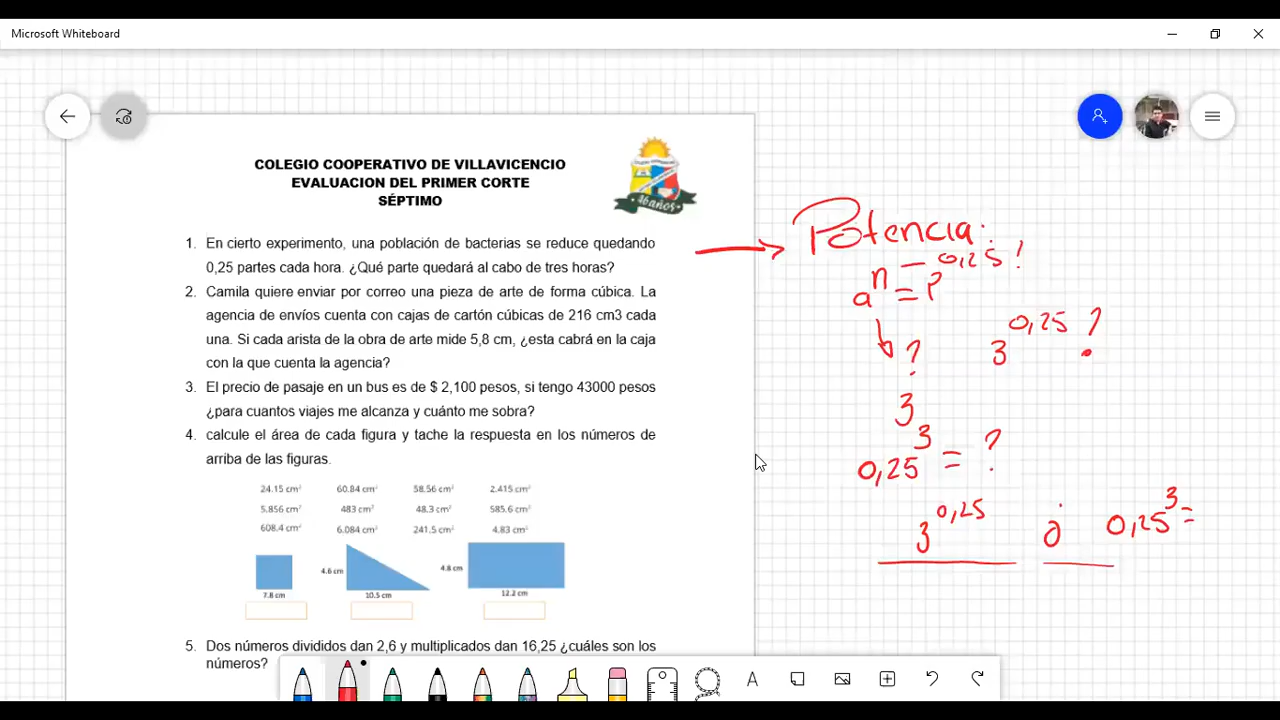 Microsoft Whiteboard
COLEGIO COOPERATIVO DE VILLAVICENCIO
EVALUACION DEL PRIMER CORTE
SÉPTIMO
46 años
1. En cierto experimento, una población de bacterias se reduce quedando
0,25 partes cada hora. ¿Qué parte quedará al cabo de tres horas?
2. Camila quiere enviar por correo una pieza de arte de forma cúbica. La
agencia de envíos cuenta con cajas de cartón cúbicas de 216 cm3 cada
una. Si cada arista de la obra de arte mide 5,8 cm, ¿esta cabrá en la caja
con la que cuenta la agencia?
3. El precio de pasaje en un bus es de $ 2,100 pesos, si tengo 43000 pesos
¿para cuantos viajes me alcanza y cuánto me sobra?
4. calcule el área de cada figura y tache la respuesta en los números de
arriba de las figuras.
24.15 cm² 60.84 cm² 58.56 cm² 2.415 cm²
5.856 cm² 483 cm² 48.3 cm² 585.6 cm²
608.4 cm² 6.084 cm² 241.5 cm² 4.83 cm²
4.6 cm 4.8 cm
7.8 cm 10.5 cm 12.2 cm
5. Dos números divididos dan 2,6 y multiplicados dan 16,25 ¿cuáles son los
números?
Potencia:
aⁿ — 0,25 ?
= ?
? 3^0,25 ?
3
0,25³ = ?
3^0,25 ó 0,25³ =
A